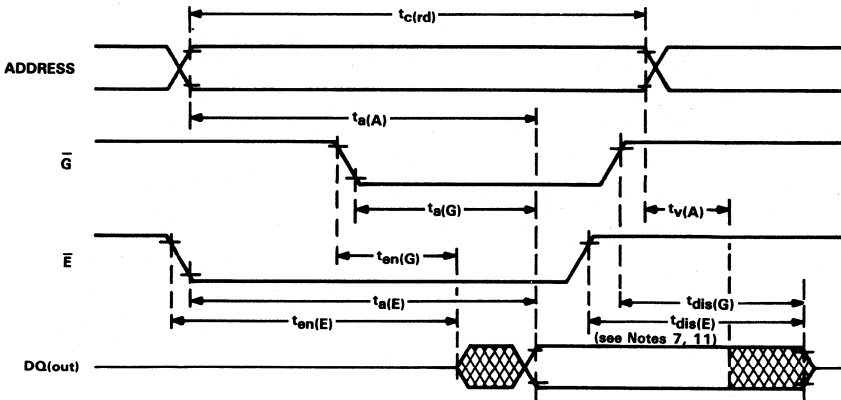 tc(rd)
ADDRESS
ta(A)
G̅
tv(A)
ta(G)
E̅
ten(G)
ta(E)
tdis(G)
ten(E)
tdis(E)
(see Notes 7, 11)
DQ(out)